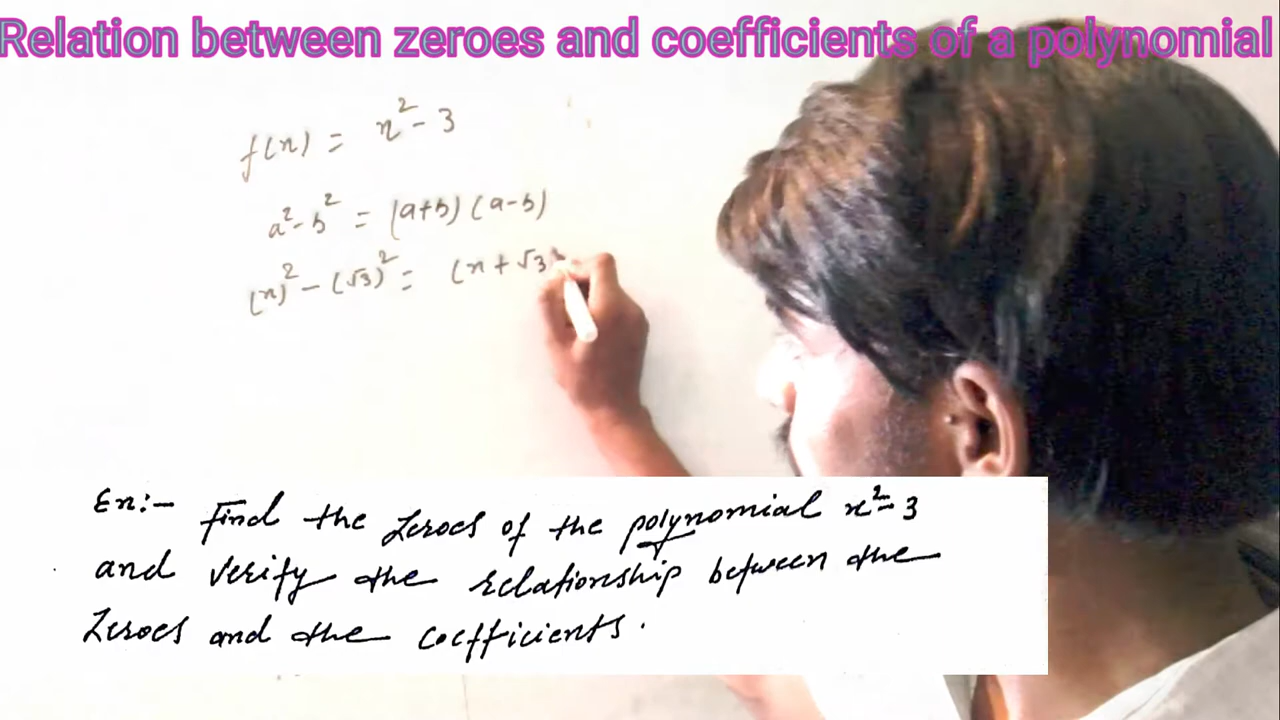 Relation between zeroes and coefficients of a polynomial
f(x) = x² - 3
a² - b² = (a+b) (a-b)
(x)² - (√3)² = (x + √3)
Ex:- Find the zeroes of the polynomial x² - 3
and verify the relationship between the
zeroes and the coefficients.